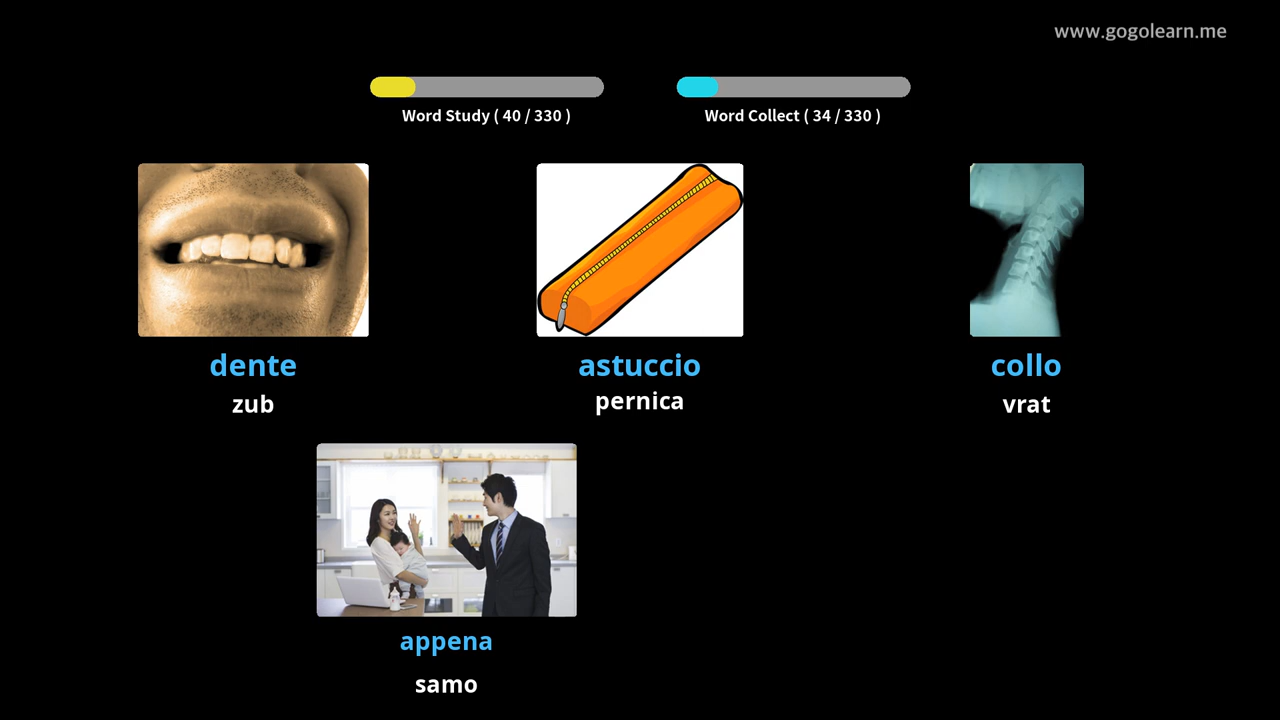 www.gogolearn.me
Word Study ( 40 / 330 )
Word Collect ( 34 / 330 )
dente
astuccio
collo
zub
pernica
vrat
appena
samo